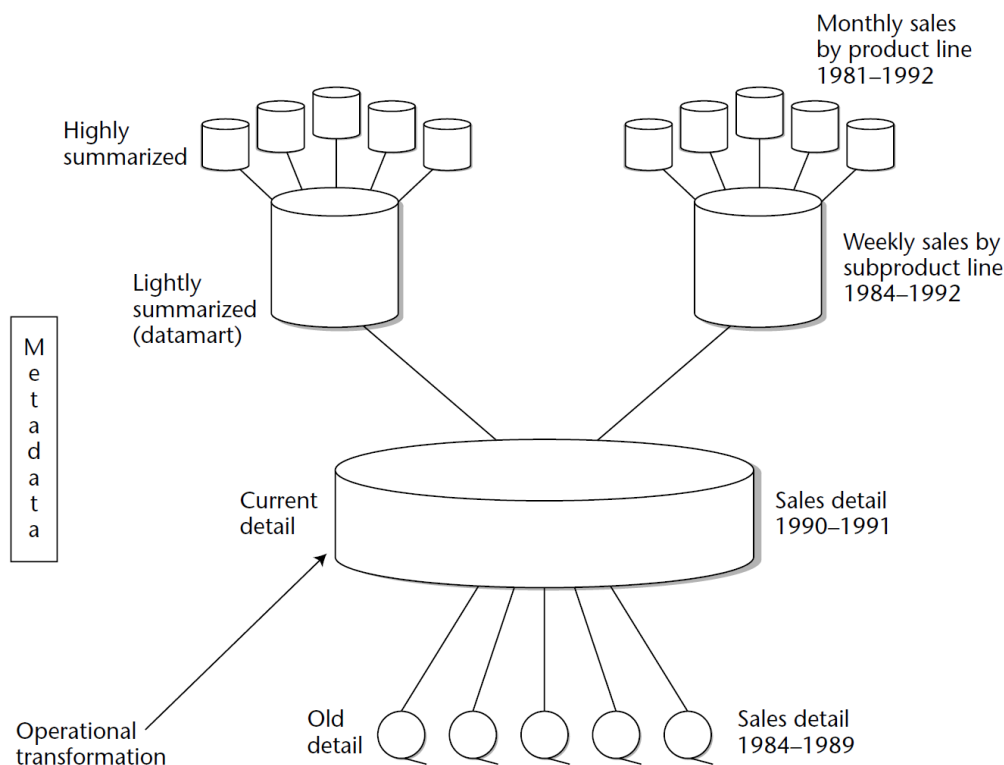 Monthly sales
by product line
1981–1992
Highly
summarized
Weekly sales by
subproduct line
1984–1992
Lightly
summarized
(datamart)
Metadata
Current
detail
Sales detail
1990–1991
Operational
transformation
Old
detail
Sales detail
1984–1989